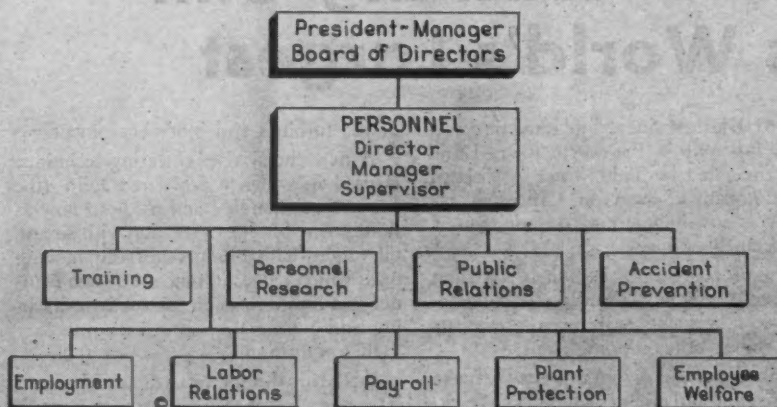 President-Manager
Board of Directors
PERSONNEL
Director
Manager
Supervisor
Training
Personnel
Research
Public
Relations
Accident
Prevention
Employment
Labor
Relations
Payroll
Plant
Protection
Employee
Welfare